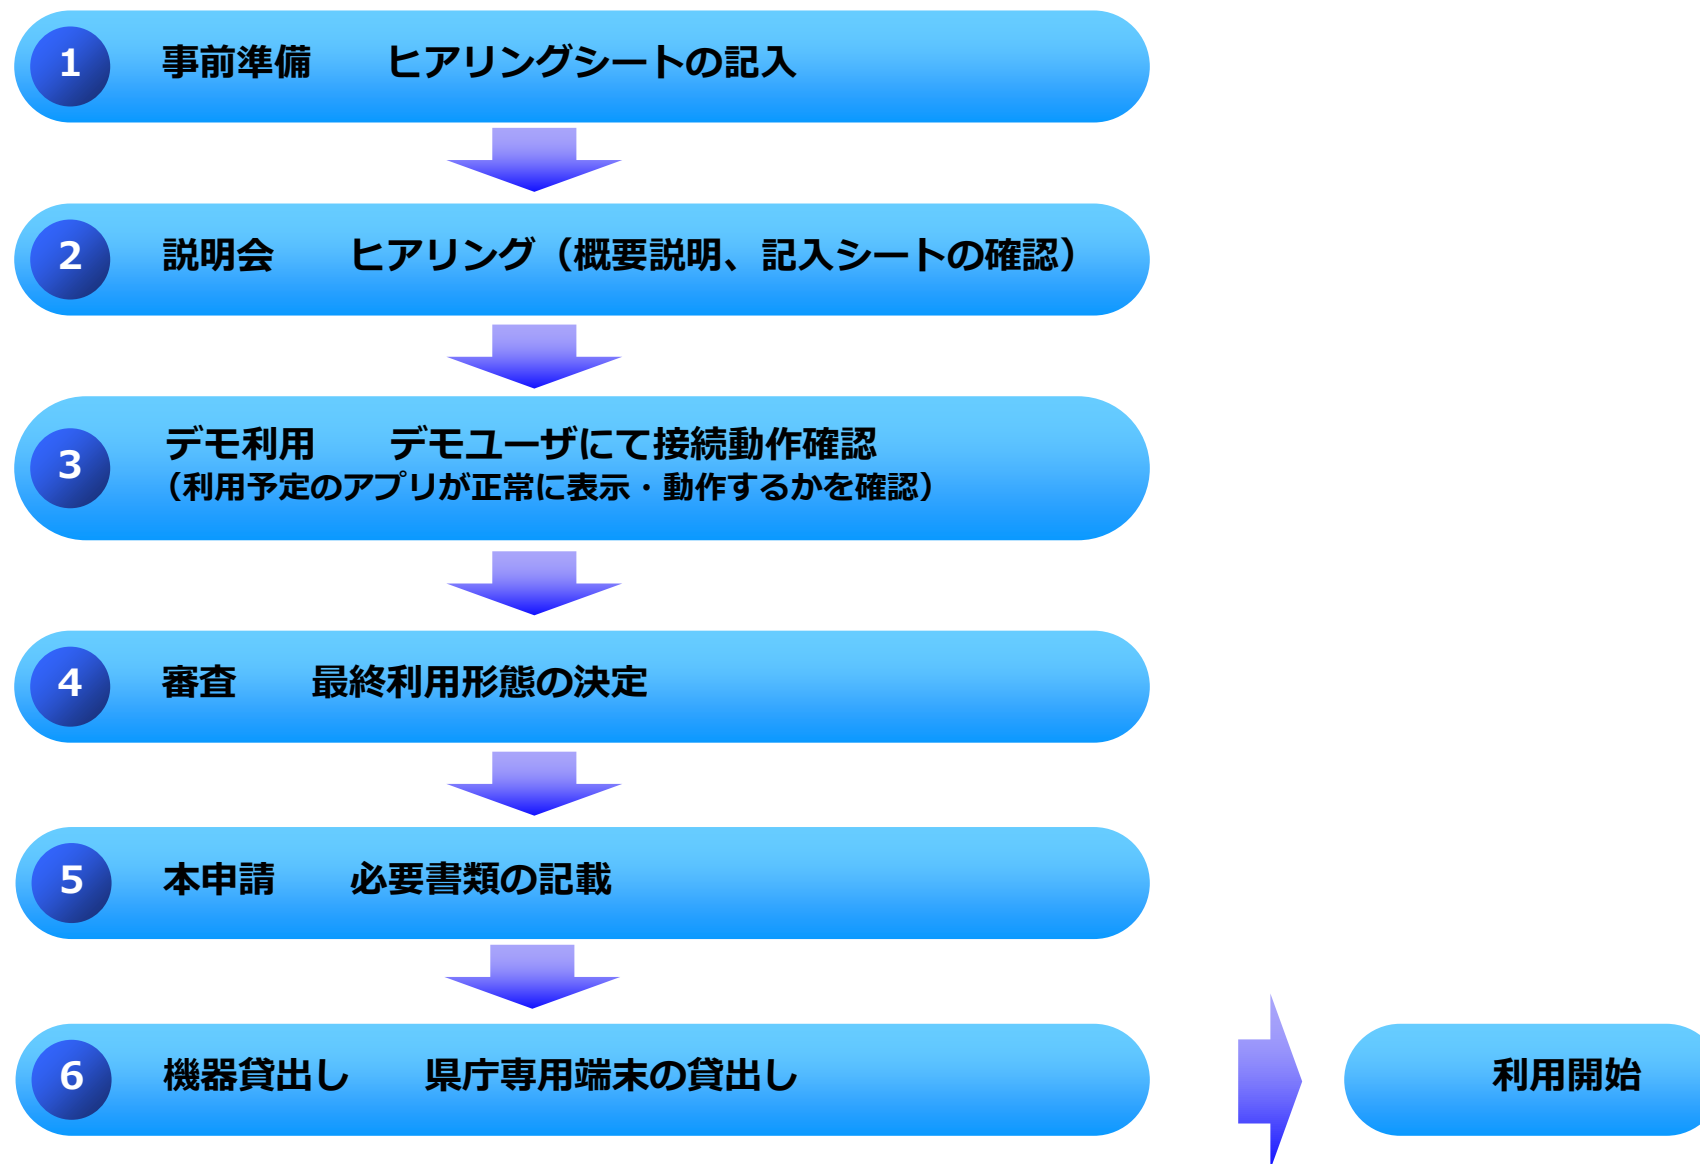 1 事前準備　　ヒアリングシートの記入
2 説明会　　ヒアリング（概要説明、記入シートの確認）
3 デモ利用　　デモユーザにて接続動作確認
（利用予定のアプリが正常に表示・動作するかを確認）
4 審査　　最終利用形態の決定
5 本申請　　必要書類の記載
6 機器貸出し　　県庁専用端末の貸出し
利用開始